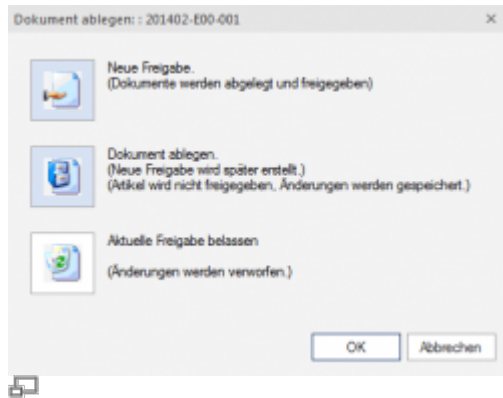 Dokument ablegen: : 201402-E00-001
Neue Freigabe.
(Dokumente werden abgelegt und freigegeben)
Dokument ablegen.
(Neue Freigabe wird später erstellt.)
(Artikel wird nicht freigegeben, Änderungen werden gespeichert.)
Aktuelle Freigabe belassen
(Änderungen werden verworfen.)
OK Abbrechen